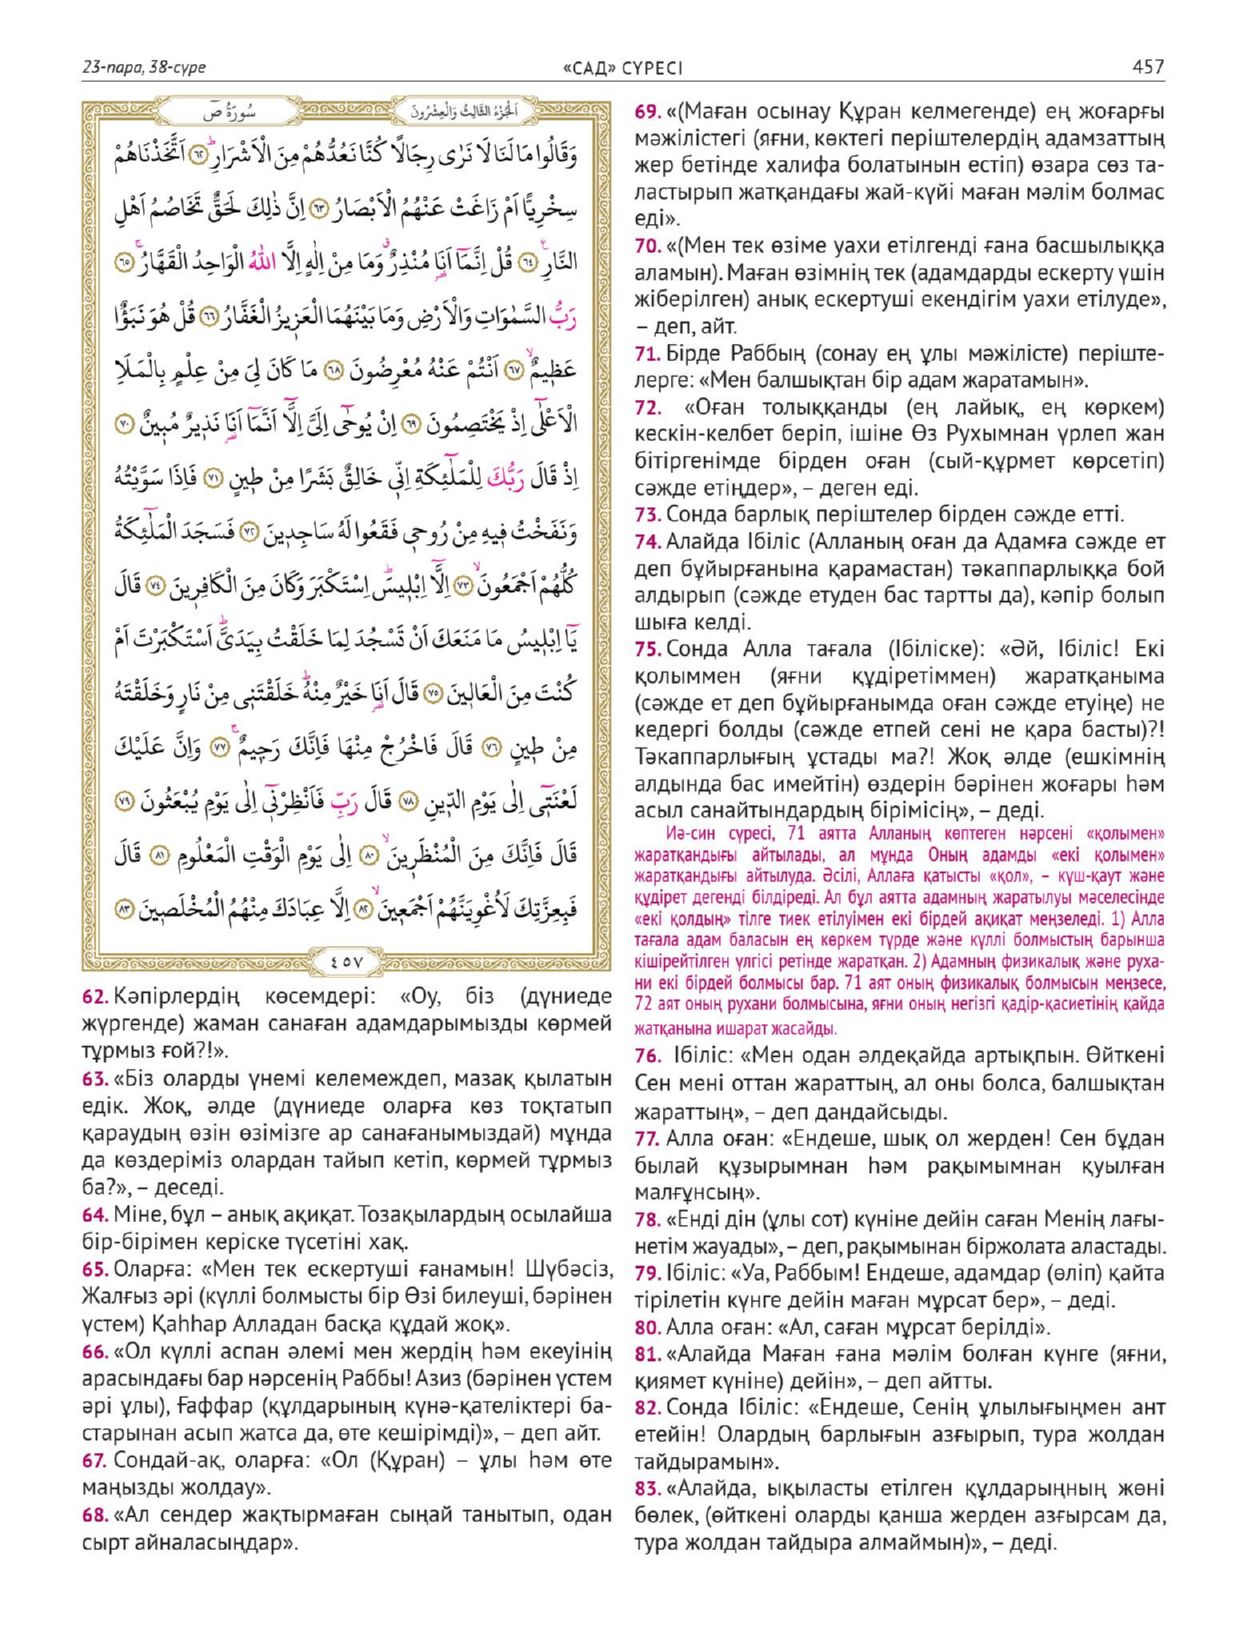 23-пара, 38-сүре
«САД» СҮРЕСІ
457
اَلْجُزْءُ الثَّالِثُ وَالْعِشْرُونَ
سُورَةُ صٓ
وَقَالُوا مَا لَنَا لَا نَرٰى رِجَالًا كُنَّا نَعُدُّهُمْ مِنَ الْاَشْرَارِۜ ﴿٦٢﴾ اَتَّخَذْنَاهُمْ
سِخْرِيًّا اَمْ زَاغَتْ عَنْهُمُ الْاَبْصَارُ ﴿٦٣﴾ اِنَّ ذٰلِكَ لَحَقٌّ تَخَاصُمُ اَهْلِ
النَّارِ۟ ﴿٦٤﴾ قُلْ اِنَّمَٓا اَنَا۬ مُنْذِرٌۗ وَمَا مِنْ اِلٰهٍ اِلَّا اللّٰهُ الْوَاحِدُ الْقَهَّارُۚ ﴿٦٥﴾
رَبُّ السَّمٰوَاتِ وَالْاَرْضِ وَمَا بَيْنَهُمَا الْعَزِيزُ الْغَفَّارُ ﴿٦٦﴾ قُلْ هُوَ نَبَؤٌا
عَظِيمٌۙ ﴿٦٧﴾ اَنْتُمْ عَنْهُ مُعْرِضُونَ ﴿٦٨﴾ مَا كَانَ لِيَ مِنْ عِلْمٍ بِالْمَلَاِ
الْاَعْلٰٓى اِذْ يَخْتَصِمُونَ ﴿٦٩﴾ اِنْ يُوحٰٓى اِلَيَّ اِلَّٓا اَنَّمَٓا اَنَا۬ نَذِيرٌ مُبِينٌ ﴿٧٠﴾
اِذْ قَالَ رَبُّكَ لِلْمَلٰٓئِكَةِ اِنِّي خَالِقٌ بَشَرًا مِنْ طِينٍ ﴿٧١﴾ فَاِذَا سَوَّيْتُهُ
وَنَفَخْتُ فِيهِ مِنْ رُوحِي فَقَعُوا لَهُ سَاجِدِينَ ﴿٧٢﴾ فَسَجَدَ الْمَلٰٓئِكَةُ
كُلُّهُمْ اَجْمَعُونَۙ ﴿٧٣﴾ اِلَّٓا اِبْلِيسَۜ اِسْتَكْبَرَ وَكَانَ مِنَ الْكَافِرِينَ ﴿٧٤﴾ قَالَ
يَٓا اِبْلِيسُ مَا مَنَعَكَ اَنْ تَسْجُدَ لِمَا خَلَقْتُ بِيَدَيَّۜ اَسْتَكْبَرْتَ اَمْ
كُنْتَ مِنَ الْعَالِينَ ﴿٧٥﴾ قَالَ اَنَا۬ خَيْرٌ مِنْهُۜ خَلَقْتَنِي مِنْ نَارٍ وَخَلَقْتَهُ
مِنْ طِينٍ ﴿٧٦﴾ قَالَ فَاخْرُجْ مِنْهَا فَاِنَّكَ رَجِيمٌۚ ﴿٧٧﴾ وَاِنَّ عَلَيْكَ
لَعْنَتِٓي اِلٰى يَوْمِ الدِّينِ ﴿٧٨﴾ قَالَ رَبِّ فَاَنْظِرْنِٓي اِلٰى يَوْمِ يُبْعَثُونَ ﴿٧٩﴾
قَالَ فَاِنَّكَ مِنَ الْمُنْظَرِينَۙ ﴿٨٠﴾ اِلٰى يَوْمِ الْوَقْتِ الْمَعْلُومِ ﴿٨١﴾ قَالَ
فَبِعِزَّتِكَ لَاُغْوِيَنَّهُمْ اَجْمَعِينَۙ ﴿٨٢﴾ اِلَّا عِبَادَكَ مِنْهُمُ الْمُخْلَصِينَ ﴿٨٣﴾
٤٥٧
62. Кәпірлердің көсемдері: «Оу, біз (дүниеде
жүргенде) жаман санаған адамдарымызды көрмей
тұрмыз ғой?!».
63. «Біз оларды үнемі келемеждеп, мазақ қылатын
едік. Жоқ, әлде (дүниеде оларға көз тоқтатып
қараудың өзін өзімізге ар санағанымыздай) мұнда
да көздеріміз олардан тайып кетіп, көрмей тұрмыз
ба?», – деседі.
64. Міне, бұл – анық ақиқат. Тозақылардың осылайша
бір-бірімен керіске түсетіні хақ.
65. Оларға: «Мен тек ескертуші ғанамын! Шүбәсіз,
Жалғыз әрі (күллі болмысты бір Өзі билеуші, бәрінен
үстем) Қаһһар Алладан басқа құдай жоқ».
66. «Ол күллі аспан әлемі мен жердің һәм екеуінің
арасындағы бар нәрсенің Раббы! Азиз (бәрінен үстем
әрі ұлы), Ғаффар (құлдарының күнә-қателіктері ба-
старынан асып жатса да, өте кешірімді)», – деп айт.
67. Сондай-ақ, оларға: «Ол (Құран) – ұлы һәм өте
маңызды жолдау».
68. «Ал сендер жақтырмаған сыңай танытып, одан
сырт айналасыңдар».
69. «(Маған осынау Құран келмегенде) ең жоғарғы
мәжілістегі (яғни, көктегі періштелердің адамзаттың
жер бетінде халифа болатынын естіп) өзара сөз та-
ластырып жатқандағы жай-күйі маған мәлім болмас
еді».
70. «(Мен тек өзіме уахи етілгенді ғана басшылыққа
аламын). Маған өзімнің тек (адамдарды ескерту үшін
жіберілген) анық ескертуші екендігім уахи етілуде»,
– деп, айт.
71. Бірде Раббың (сонау ең ұлы мәжілісте) періште-
лерге: «Мен балшықтан бір адам жаратамын».
72. «Оған толыққанды (ең лайық, ең көркем)
кескін-келбет беріп, ішіне Өз Рухымнан үрлеп жан
бітіргенімде бірден оған (сый-құрмет көрсетіп)
сәжде етіңдер», – деген еді.
73. Сонда барлық періштелер бірден сәжде етті.
74. Алайда Ібіліс (Алланың оған да Адамға сәжде ет
деп бұйырғанына қарамастан) тәкаппарлыққа бой
алдырып (сәжде етуден бас тартты да), кәпір болып
шыға келді.
75. Сонда Алла тағала (Ібіліске): «Әй, Ібіліс! Екі
қолыммен (яғни құдіретіммен) жаратқаныма
(сәжде ет деп бұйырғанымда оған сәжде етуіңе) не
кедергі болды (сәжде етпей сені не қара басты)?!
Тәкаппарлығың ұстады ма?! Жоқ әлде (ешкімнің
алдында бас имейтін) өздерін бәрінен жоғары һәм
асыл санайтындардың бірімісің», – деді.
Иә-син сүресі, 71 аятта Алланың көптеген нәрсені «қолымен»
жаратқандығы айтылады, ал мұнда Оның адамды «екі қолымен»
жаратқандығы айтылуда. Әсілі, Аллаға қатысты «қол», – күш-қаут және
құдірет дегенді білдіреді. Ал бұл аятта адамның жаратылуы мәселесінде
«екі қолдың» тілге тиек етілуімен екі бірдей ақиқат меңзеледі. 1) Алла
тағала адам баласын ең көркем түрде және күллі болмыстың барынша
кішірейтілген үлгісі ретінде жаратқан. 2) Адамның физикалық және руха-
ни екі бірдей болмысы бар. 71 аят оның физикалық болмысын меңзесе,
72 аят оның рухани болмысына, яғни оның негізгі қадір-қасиетінің қайда
жатқанына ишарат жасайды.
76. Ібіліс: «Мен одан әлдеқайда артықпын. Өйткені
Сен мені оттан жараттың, ал оны болса, балшықтан
жараттың», – деп дандайсыды.
77. Алла оған: «Ендеше, шық ол жерден! Сен бұдан
былай құзырымнан һәм рақымымнан қуылған
малғұнсың».
78. «Енді дін (ұлы сот) күніне дейін саған Менің лағы-
нетім жауады», – деп, рақымынан біржолата аластады.
79. Ібіліс: «Уа, Раббым! Ендеше, адамдар (өліп) қайта
тірілетін күнге дейін маған мұрсат бер», – деді.
80. Алла оған: «Ал, саған мұрсат берілді».
81. «Алайда Маған ғана мәлім болған күнге (яғни,
қиямет күніне) дейін», – деп айтты.
82. Сонда Ібіліс: «Ендеше, Сенің ұлылығыңмен ант
етейін! Олардың барлығын азғырып, тура жолдан
тайдырамын».
83. «Алайда, ықыласты етілген құлдарыңның жөні
бөлек, (өйткені оларды қанша жерден азғырсам да,
тура жолдан тайдыра алмаймын)», – деді.